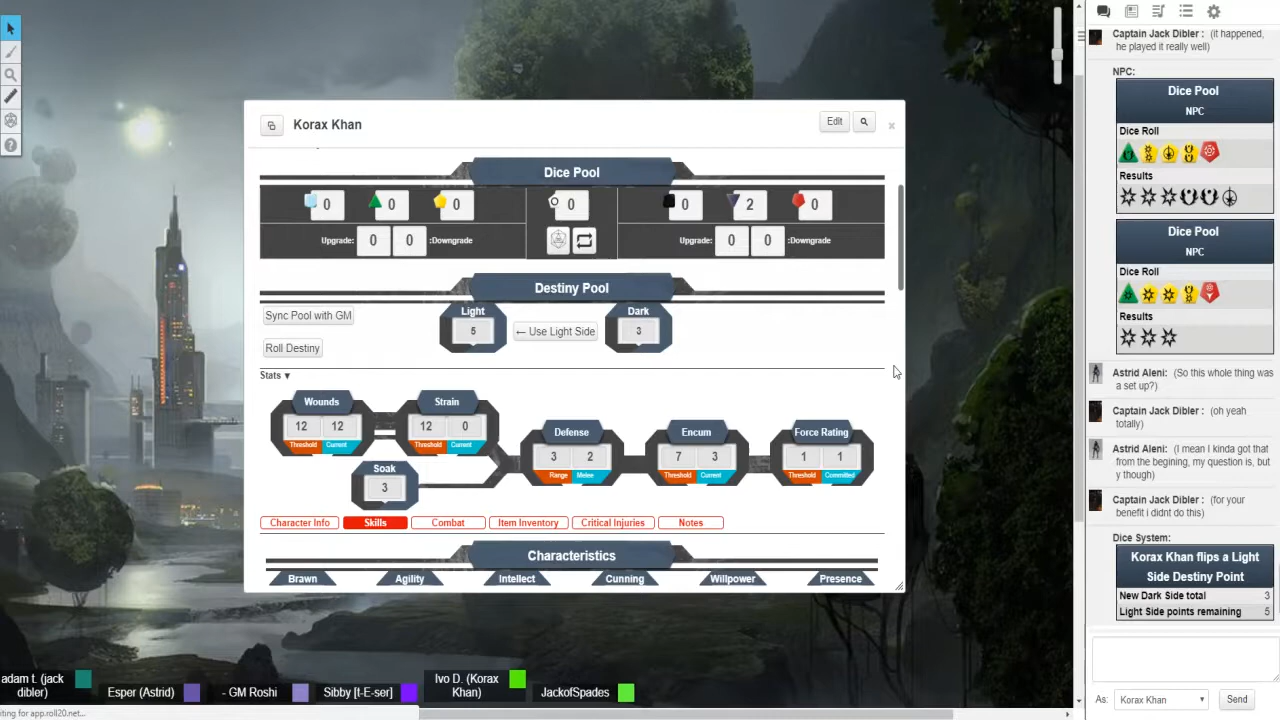 Korax Khan
Edit
Dice Pool
0 0 0 0 0 2 0
Upgrade: 0 0 :Downgrade
Upgrade: 0 0 :Downgrade
Destiny Pool
Sync Pool with GM
Roll Destiny
Light
5
← Use Light Side
Dark
3
Stats ▾
Wounds
12 12
Threshold Current
Strain
12 0
Threshold Current
Soak
3
Defense
3 2
Range Melee
Encum
7 3
Threshold Current
Force Rating
1 1
Threshold Committed
Character Info Skills Combat Item Inventory Critical Injuries Notes
Characteristics
Brawn Agility Intellect Cunning Willpower Presence
adam t. (jack
dibler)
Esper (Astrid)
- GM Roshi
Sibby [t-E-ser]
Ivo D. (Korax
Khan)
JackofSpades
iting for app.roll20.net...
Captain Jack Dibler: (it happened,
he played it really well)
NPC:
Dice Pool
NPC
Dice Roll
Results
Dice Pool
NPC
Dice Roll
Results
Astrid Aleni: (So this whole thing was
a set up?)
Captain Jack Dibler: (oh yeah
totally)
Astrid Aleni: (I mean I kinda got that
from the begining, my question is, but
y though)
Captain Jack Dibler: (for your
benefit i didnt do this)
Dice System:
Korax Khan flips a Light
Side Destiny Point
New Dark Side total 3
Light Side points remaining 5
As: Korax Khan
Send